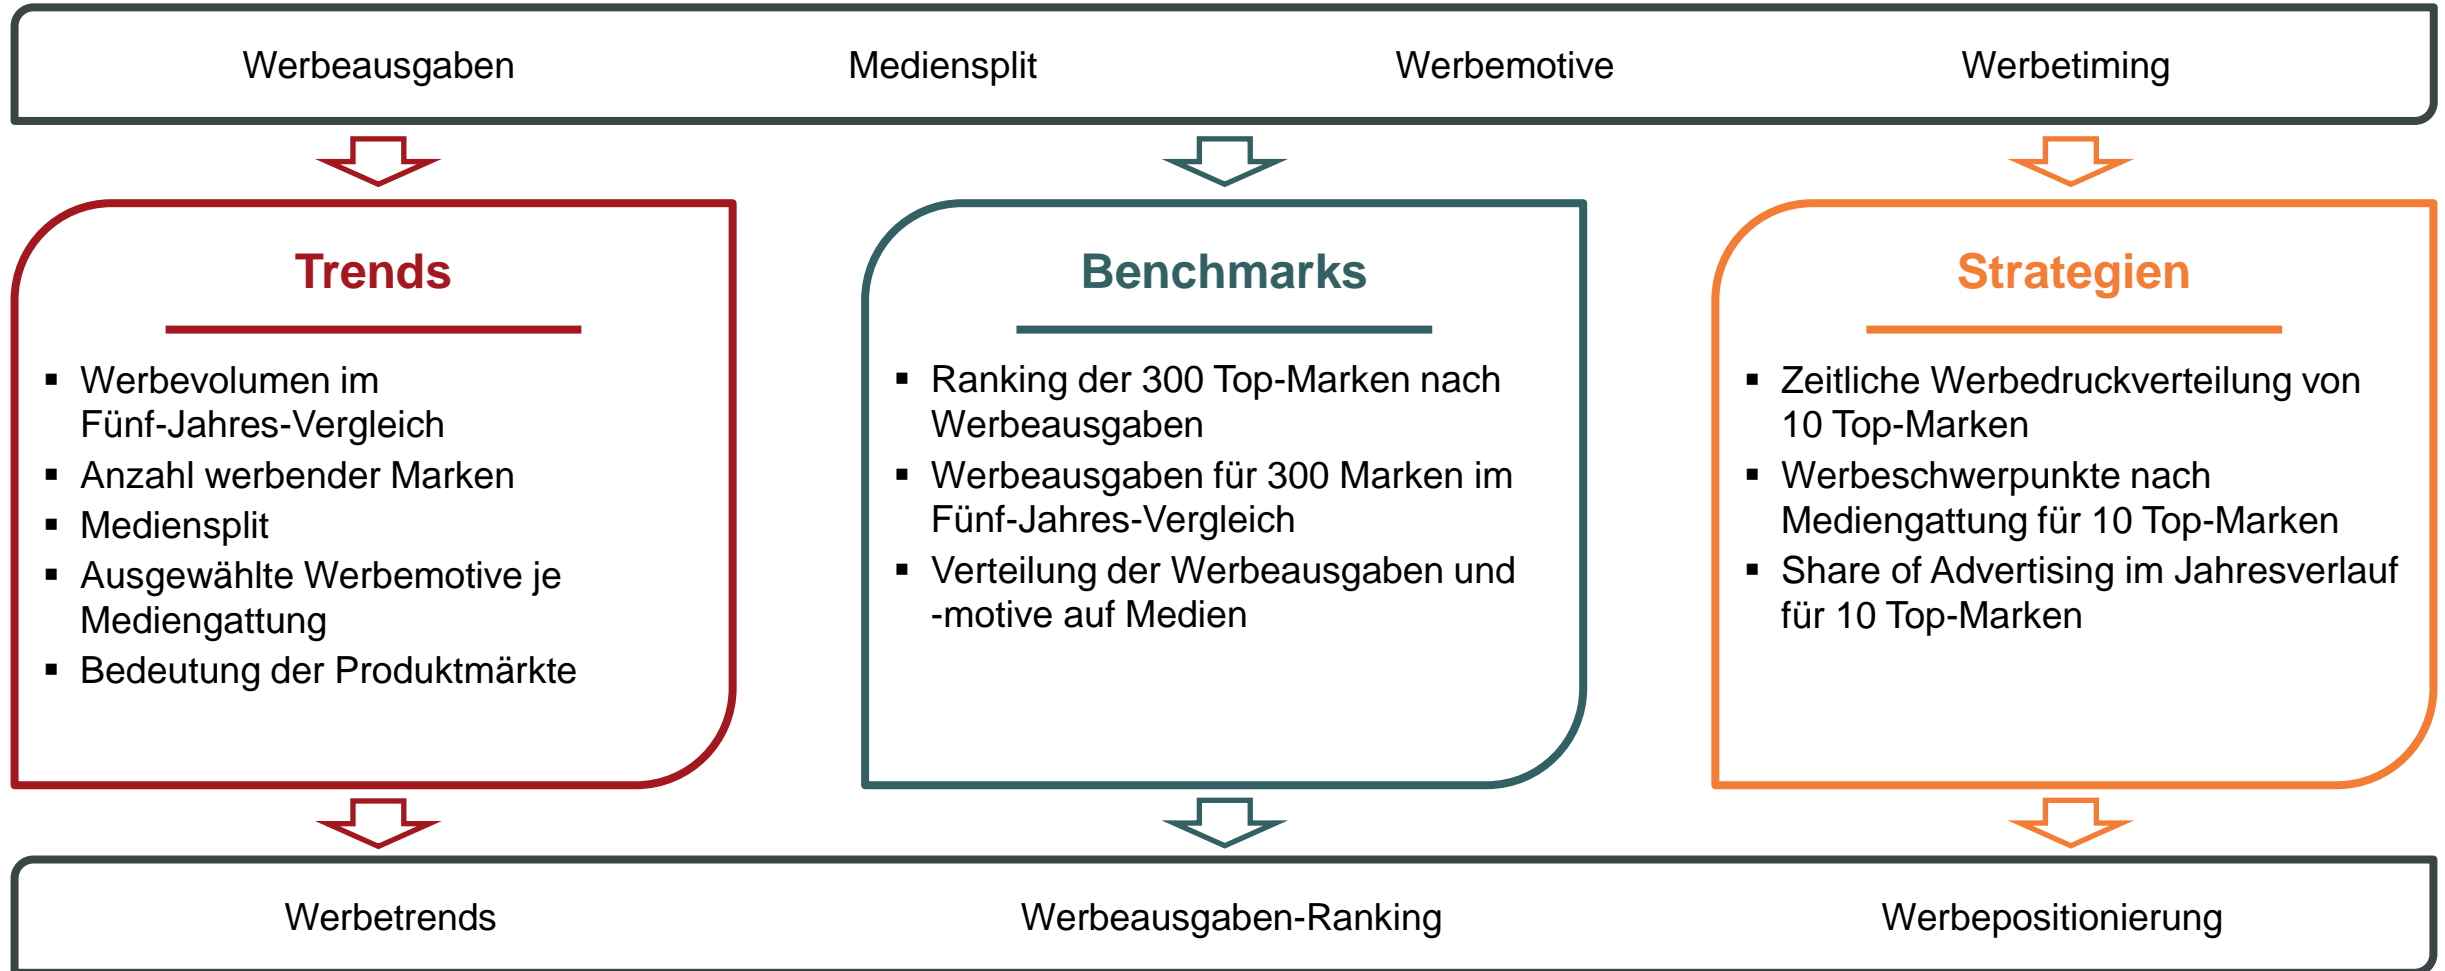 Werbeausgaben
Mediensplit
Werbemotive
Werbetiming
Trends
▪ Werbevolumen im
Fünf-Jahres-Vergleich
▪ Anzahl werbender Marken
▪ Mediensplit
▪ Ausgewählte Werbemotive je
Mediengattung
▪ Bedeutung der Produktmärkte
Benchmarks
▪ Ranking der 300 Top-Marken nach
Werbeausgaben
▪ Werbeausgaben für 300 Marken im
Fünf-Jahres-Vergleich
▪ Verteilung der Werbeausgaben und
-motive auf Medien
Strategien
▪ Zeitliche Werbedruckverteilung von
10 Top-Marken
▪ Werbeschwerpunkte nach
Mediengattung für 10 Top-Marken
▪ Share of Advertising im Jahresverlauf
für 10 Top-Marken
Werbetrends
Werbeausgaben-Ranking
Werbepositionierung